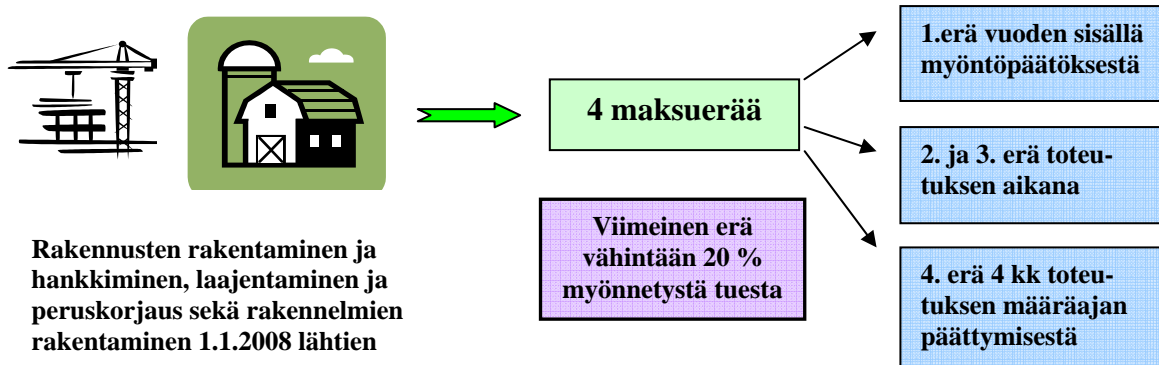 Rakennusten rakentaminen ja
hankkiminen, laajentaminen ja
peruskorjaus sekä rakennelmien
rakentaminen 1.1.2008 lähtien
4 maksuerää
Viimeinen erä
vähintään 20 %
myönnetystä tuesta
1.erä vuoden sisällä
myöntöpäätöksestä
2. ja 3. erä toteu-
tuksen aikana
4. erä 4 kk toteu-
tuksen määräajan
päättymisestä